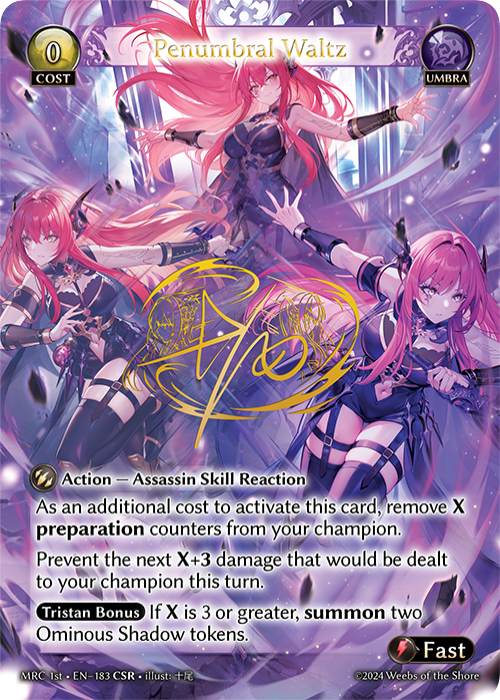 0
COST
Penumbral Waltz
UMBRA
Action — Assassin Skill Reaction
As an additional cost to activate this card, remove X
preparation counters from your champion.
Prevent the next X+3 damage that would be dealt
to your champion this turn.
Tristan Bonus If X is 3 or greater, summon two
Ominous Shadow tokens.
Fast
MRC 1st • EN-183 CSR • illust: 十尾
©2024 Weebs of the Shore